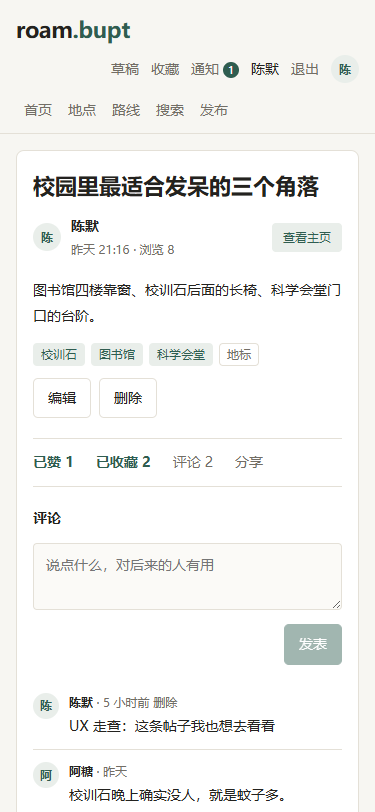 roam.bupt
草稿 收藏 通知 1 陈默 退出 陈
首页 地点 路线 搜索 发布
校园里最适合发呆的三个角落
陈 陈默
昨天 21:16 · 浏览 8
查看主页
图书馆四楼靠窗、校训石后面的长椅、科学会堂门
口的台阶。
校训石 图书馆 科学会堂 地标
编辑 删除
已赞 1 已收藏 2 评论 2 分享
评论
说点什么，对后来的人有用
发表
陈 陈默 · 5 小时前 删除
UX 走查：这条帖子我也想去看看
阿 阿糖 · 昨天
校训石晚上确实没人，就是蚊子多。